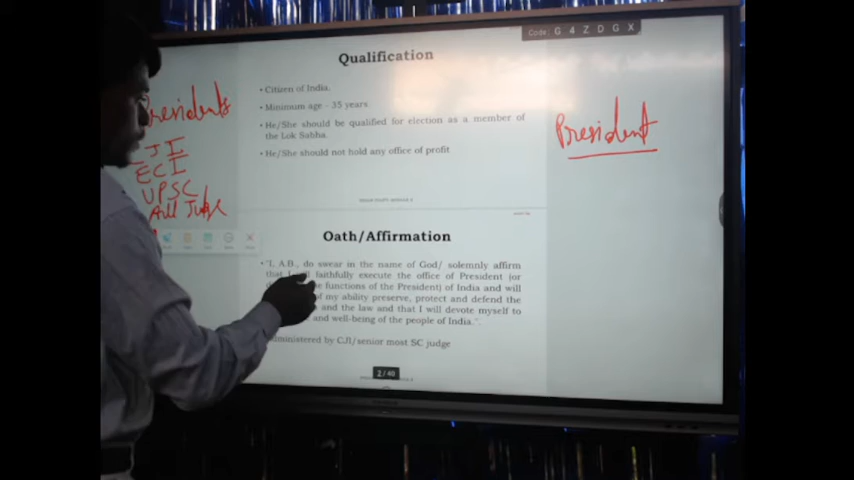 Code: G 4 Z D G X
Qualification
• Citizen of India.
• Minimum age - 35 years
• He/She should be qualified for election as a member of
the Lok Sabha.
• He/She should not hold any office of profit
Presidents
JI
ECI
UPSC
All Judge
President
Oath/Affirmation
• "I, A.B., do swear in the name of God/ solemnly affirm
that I will faithfully execute the office of President (or
functions of the President) of India and will
of my ability preserve, protect and defend the
and the law and that I will devote myself to
and well-being of the people of India.".
administered by CJI/senior most SC judge
2 / 40